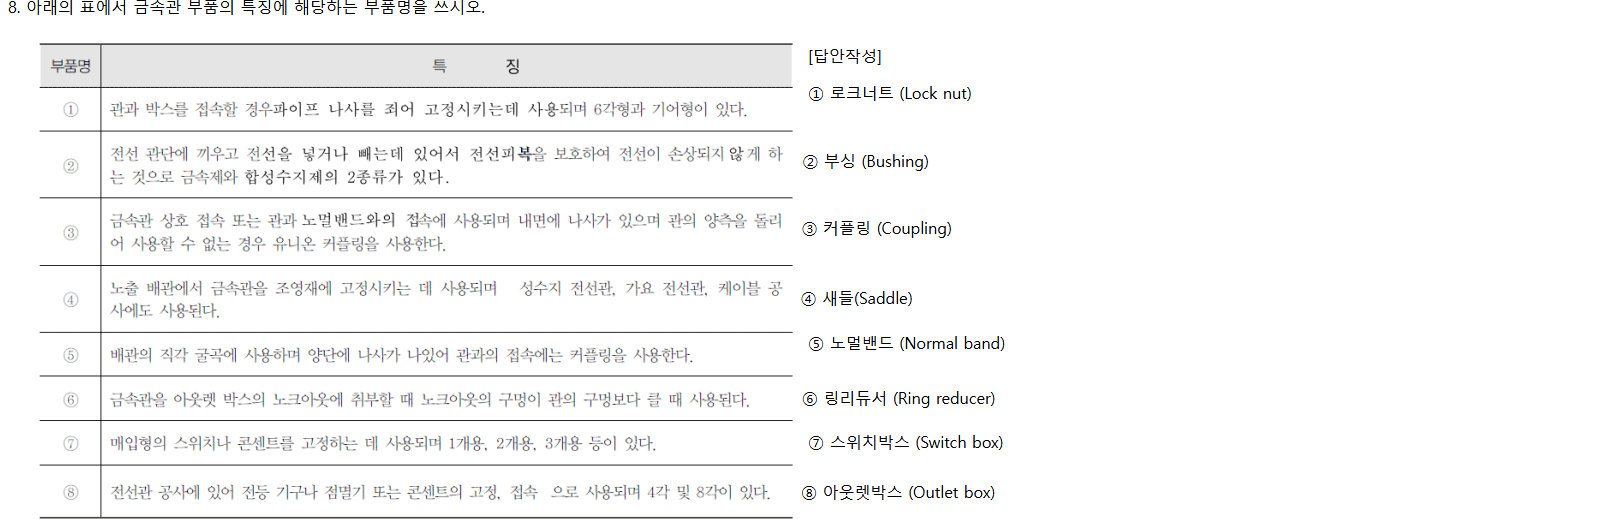 8. 아래의 표에서 금속관 부품의 특징에 해당하는 부품명을 쓰시오.
부품명 특 징
[답안작성]
① 관과 박스를 접속할 경우파이프 나사를 죄어 고정시키는데 사용되며 6각형과 기어형이 있다.
① 로크너트 (Lock nut)
② 전선 관단에 끼우고 전선을 넣거나 빼는데 있어서 전선피복을 보호하여 전선이 손상되지 않게 하
는 것으로 금속제와 합성수지제의 2종류가 있다.
② 부싱 (Bushing)
③ 금속관 상호 접속 또는 관과 노멀밴드와의 접속에 사용되며 내면에 나사가 있으며 관의 양측을 돌리
어 사용할 수 없는 경우 유니온 커플링을 사용한다.
③ 커플링 (Coupling)
④ 노출 배관에서 금속관을 조영재에 고정시키는 데 사용되며 성수지 전선관, 가요 전선관, 케이블 공
사에도 사용된다.
④ 새들(Saddle)
⑤ 배관의 직각 굴곡에 사용하며 양단에 나사가 나있어 관과의 접속에는 커플링을 사용한다.
⑤ 노멀밴드 (Normal band)
⑥ 금속관을 아웃렛 박스의 노크아웃에 취부할 때 노크아웃의 구멍이 관의 구멍보다 클 때 사용된다.
⑥ 링리듀서 (Ring reducer)
⑦ 매입형의 스위치나 콘센트를 고정하는 데 사용되며 1개용, 2개용, 3개용 등이 있다.
⑦ 스위치박스 (Switch box)
⑧ 전선관 공사에 있어 전등 기구나 점멸기 또는 콘센트의 고정, 접속 으로 사용되며 4각 및 8각이 있다.
⑧ 아웃렛박스 (Outlet box)